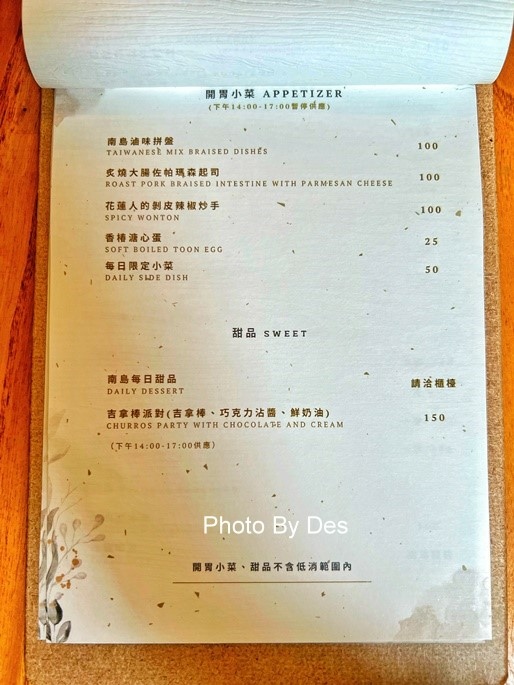 開胃小菜 APPETIZER
(下午14:00-17:00暫停供應)
南島滷味拼盤 100
TAIWANESE MIX BRAISED DISHES
炙燒大腸佐帕瑪森起司 100
ROAST PORK BRAISED INTESTINE WITH PARMESAN CHEESE
花蓮人的剝皮辣椒炒手 100
SPICY WONTON
香椿溏心蛋 25
SOFT BOILED TOON EGG
每日限定小菜 50
DAILY SIDE DISH
甜品 SWEET
南島每日甜品 請洽櫃檯
DAILY DESSERT
吉拿棒派對(吉拿棒、巧克力沾醬、鮮奶油) 150
CHURROS PARTY WITH CHOCOLATE AND CREAM
(下午14:00-17:00供應)
Photo By Des
開胃小菜、甜品不含低消範圍內